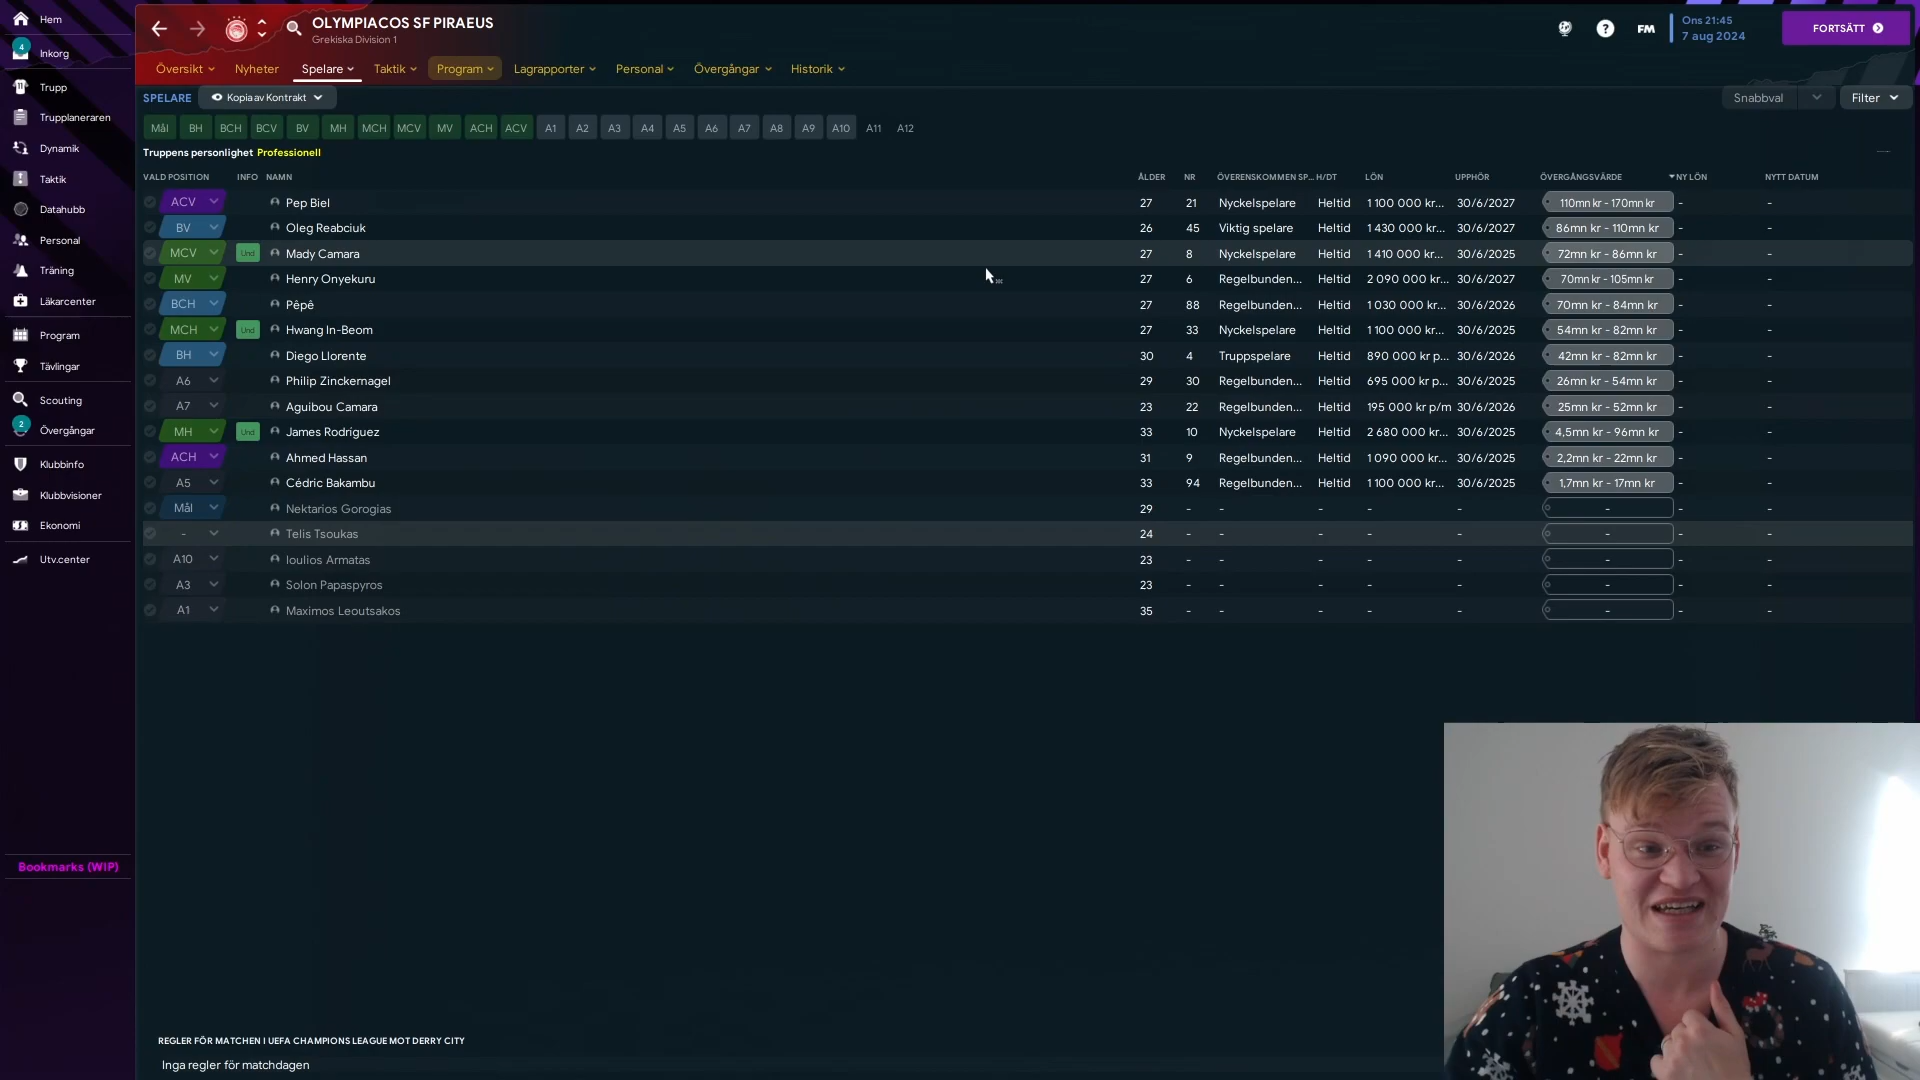 Hem
4
Inkorg
Trupp
Trupplaneraren
Dynamik
Taktik
Datahubb
Personal
Träning
Läkarcenter
Program
Tävlingar
Scouting
2
Övergångar
Klubbinfo
Klubbvisioner
Ekonomi
Utv.center
Bookmarks (WIP)
OLYMPIACOS SF PIRAEUS
Grekiska Division 1
FM
Ons 21:45
7 aug 2024
FORTSÄTT
Översikt Nyheter Spelare Taktik Program Lagrapporter Personal Övergångar Historik
SPELARE Kopia av Kontrakt Snabbval Filter
Mål BH BCH BCV BV MH MCH MCV MV ACH ACV A1 A2 A3 A4 A5 A6 A7 A8 A9 A10 A11 A12
Truppens personlighet Professionell
VALD POSITION INFO NAMN ÅLDER NR ÖVERENSKOMMEN SP... H/DT LÖN UPPHÖR ÖVERGÅNGSVÄRDE NY LÖN NYTT DATUM
ACV Pep Biel 27 21 Nyckelspelare Heltid 1 100 000 kr... 30/6/2027 110mn kr - 170mn kr - -
BV Oleg Reabciuk 26 45 Viktig spelare Heltid 1 430 000 kr... 30/6/2027 86mn kr - 110mn kr - -
MCV Und Mady Camara 27 8 Nyckelspelare Heltid 1 410 000 kr... 30/6/2025 72mn kr - 86mn kr - -
MV Henry Onyekuru 27 6 Regelbunden... Heltid 2 090 000 kr... 30/6/2027 70mn kr - 105mn kr - -
BCH Pêpê 27 88 Regelbunden... Heltid 1 030 000 kr... 30/6/2026 70mn kr - 84mn kr - -
MCH Und Hwang In-Beom 27 33 Nyckelspelare Heltid 1 100 000 kr... 30/6/2025 54mn kr - 82mn kr - -
BH Diego Llorente 30 4 Truppspelare Heltid 890 000 kr p... 30/6/2026 42mn kr - 82mn kr - -
A6 Philip Zinckernagel 29 30 Regelbunden... Heltid 695 000 kr p... 30/6/2025 26mn kr - 54mn kr - -
A7 Aguibou Camara 23 22 Regelbunden... Heltid 195 000 kr p/m 30/6/2026 25mn kr - 52mn kr - -
MH Und James Rodríguez 33 10 Nyckelspelare Heltid 2 680 000 kr... 30/6/2025 4,5mn kr - 96mn kr - -
ACH Ahmed Hassan 31 9 Regelbunden... Heltid 1 090 000 kr... 30/6/2025 2,2mn kr - 22mn kr - -
A5 Cédric Bakambu 33 94 Regelbunden... Heltid 1 100 000 kr... 30/6/2025 1,7mn kr - 17mn kr - -
Mål Nektarios Gorogias 29 - - - - - - - -
- Telis Tsoukas 24 - - - - - - - -
A10 Ioulios Armatas 23 - - - - - - - -
A3 Solon Papaspyros 23 - - - - - - - -
A1 Maximos Leoutsakos 35 - - - - - - - -
REGLER FÖR MATCHEN I UEFA CHAMPIONS LEAGUE MOT DERRY CITY
Inga regler för matchdagen